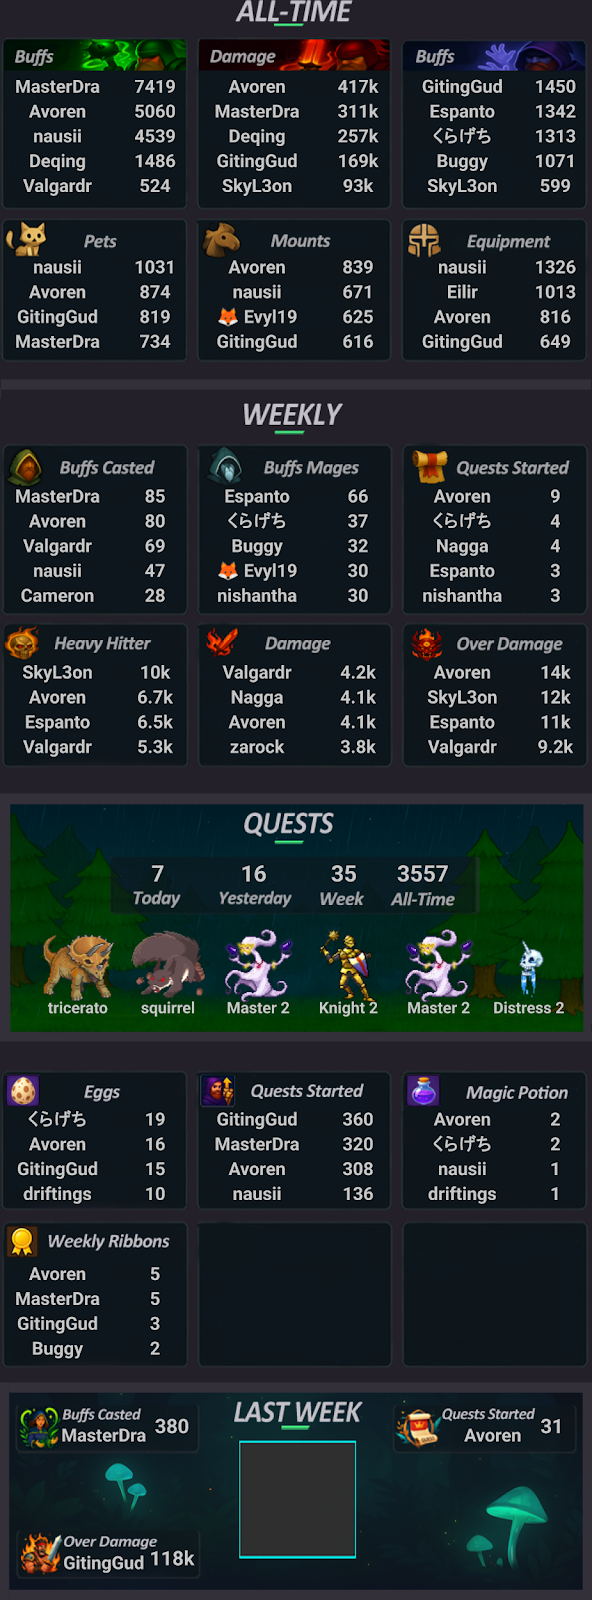 ALL-TIME
Buffs
MasterDra 7419
Avoren 5060
nausii 4539
Deqing 1486
Valgardr 524
Damage
Avoren 417k
MasterDra 311k
Deqing 257k
GitingGud 169k
SkyL3on 93k
Buffs
GitingGud 1450
Espanto 1342
くらげち 1313
Buggy 1071
SkyL3on 599
Pets
nausii 1031
Avoren 874
GitingGud 819
MasterDra 734
Mounts
Avoren 839
nausii 671
🦊 Evyl19 625
GitingGud 616
Equipment
nausii 1326
Eilir 1013
Avoren 816
GitingGud 649
WEEKLY
Buffs Casted
MasterDra 85
Avoren 80
Valgardr 69
nausii 47
Cameron 28
Buffs Mages
Espanto 66
くらげち 37
Buggy 32
🦊 Evyl19 30
nishantha 30
Quests Started
Avoren 9
くらげち 4
Nagga 4
Espanto 3
nishantha 3
Heavy Hitter
SkyL3on 10k
Avoren 6.7k
Espanto 6.5k
Valgardr 5.3k
Damage
Valgardr 4.2k
Nagga 4.1k
Avoren 4.1k
zarock 3.8k
Over Damage
Avoren 14k
SkyL3on 12k
Espanto 11k
Valgardr 9.2k
QUESTS
7 16 35 3557
Today Yesterday Week All-Time
tricerato squirrel Master 2 Knight 2 Master 2 Distress 2
Eggs
くらげち 19
Avoren 16
GitingGud 15
driftings 10
Quests Started
GitingGud 360
MasterDra 320
Avoren 308
nausii 136
Magic Potion
Avoren 2
くらげち 2
nausii 1
driftings 1
Weekly Ribbons
Avoren 5
MasterDra 5
GitingGud 3
Buggy 2
LAST WEEK
Buffs Casted
MasterDra 380
Quests Started
Avoren 31
Over Damage
GitingGud 118k